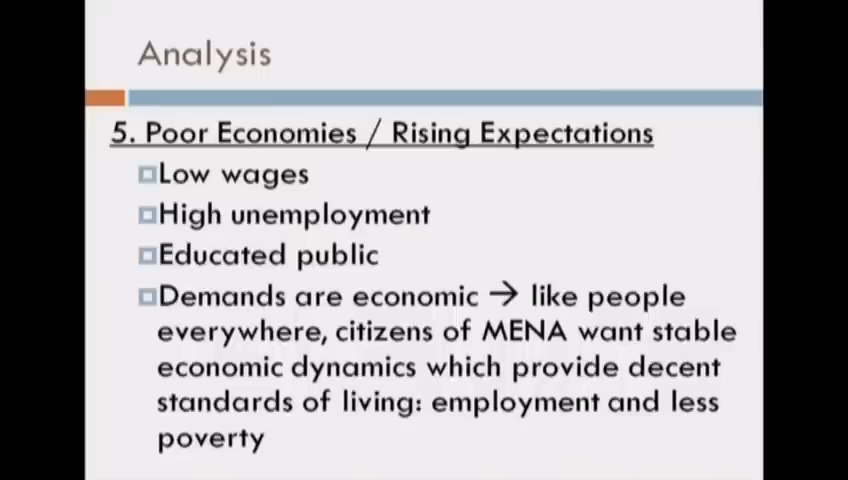 Analysis
5. Poor Economies / Rising Expectations
Low wages
High unemployment
Educated public
Demands are economic → like people
everywhere, citizens of MENA want stable
economic dynamics which provide decent
standards of living: employment and less
poverty